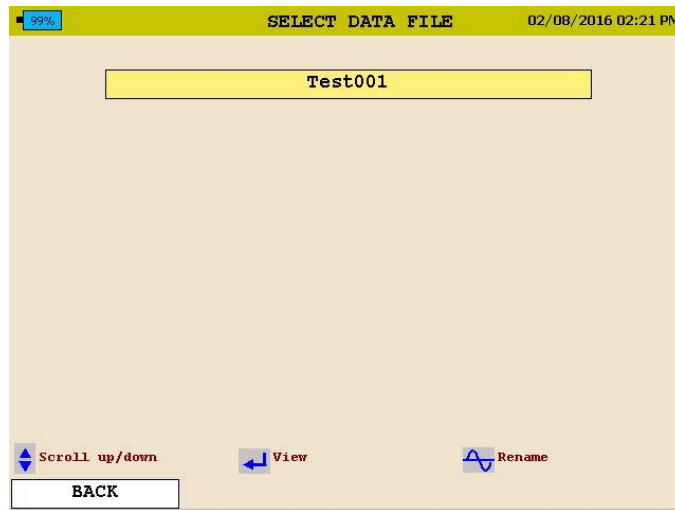 99% SELECT DATA FILE 02/08/2016 02:21 PM
Test001
Scroll up/down View Rename
BACK